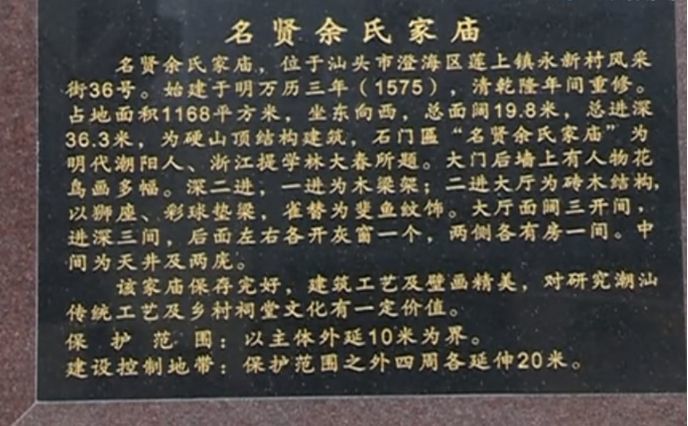 名贤余氏家庙
名贤余氏家庙，位于汕头市澄海区莲上镇永新村风采
街36号。始建于明万历三年（1575），清乾隆年间重修。
占地面积1168平方米，坐东向西，总面阔19.8米，总进深
36.3米，为硬山顶结构建筑，石门匾“名贤余氏家庙”为
明代潮阳人、浙江提学林大春所题。大门后墙上有人物花
鸟画多幅。深二进，一进为木梁架；二进大厅为砖木结构，
以狮座、彩球垫梁，雀替为斐鱼纹饰。大厅面阔三开间，
进深三间，后面左右各开灰窗一个，两侧各有房一间。中
间为天井及两庑。
该家庙保存完好，建筑工艺及壁画精美，对研究潮汕
传统工艺及乡村祠堂文化有一定价值。
保护范围：以主体外延10米为界。
建设控制地带：保护范围之外四周各延伸20米。